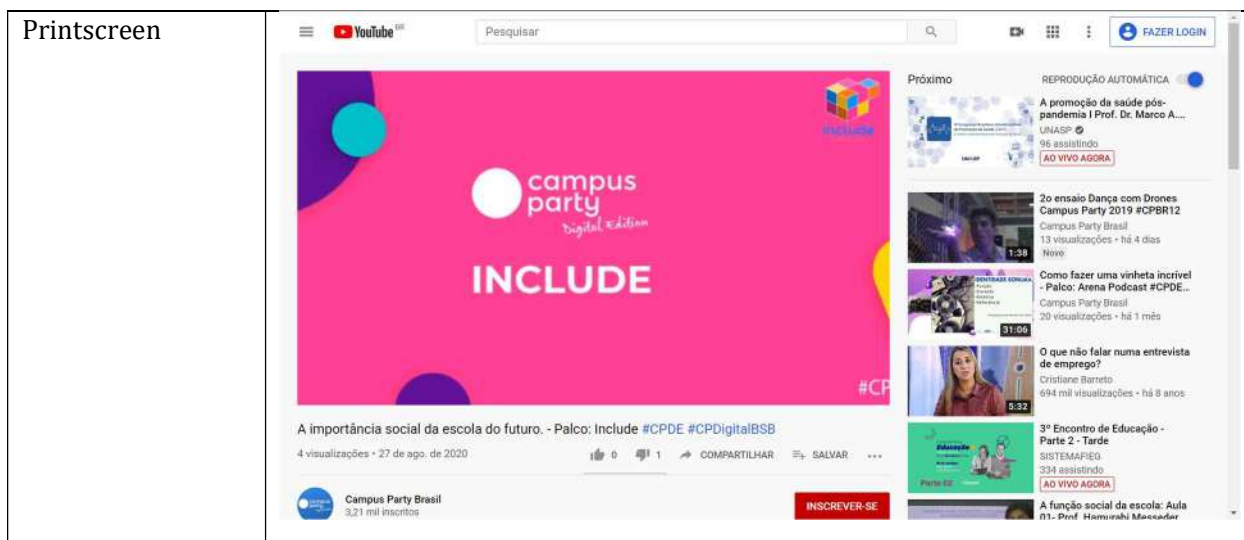 Printscreen
YouTube BR
Pesquisar
FAZER LOGIN
include
campus
party
Digital Edition
INCLUDE
#CP
A importância social da escola do futuro. - Palco: Include #CPDE #CPDigitalBSB
4 visualizações • 27 de ago. de 2020
0
1
COMPARTILHAR
SALVAR
Campus Party Brasil
3,21 mil inscritos
INSCREVER-SE
Próximo
REPRODUÇÃO AUTOMÁTICA
A promoção da saúde pós-
pandemia I Prof. Dr. Marco A....
UNASP
96 assistindo
AO VIVO AGORA
2o ensaio Dança com Drones
Campus Party 2019 #CPBR12
Campus Party Brasil
13 visualizações • há 4 dias
Novo
1:38
Como fazer uma vinheta incrível
- Palco: Arena Podcast #CPDE...
Campus Party Brasil
20 visualizações • há 1 mês
31:06
O que não falar numa entrevista
de emprego?
Cristiane Barreto
694 mil visualizações • há 8 anos
5:32
3º Encontro de Educação -
Parte 2 - Tarde
SISTEMAFIEG
334 assistindo
AO VIVO AGORA
A função social da escola: Aula
01- Prof. Hamurabi Messeder